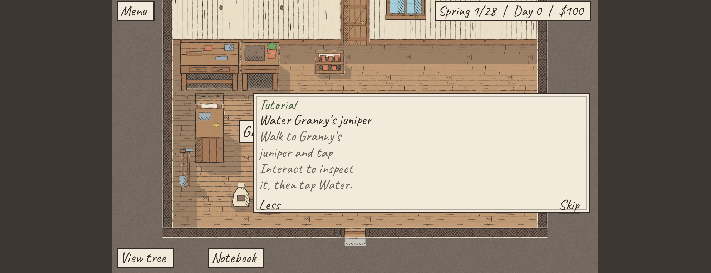 Menu
Spring 1/28 | Day 0 | $100
Tutorial
Water Granny's juniper
Walk to Granny's
juniper and tap
Interact to inspect
it, then tap Water.
Less
Skip
View tree
Notebook